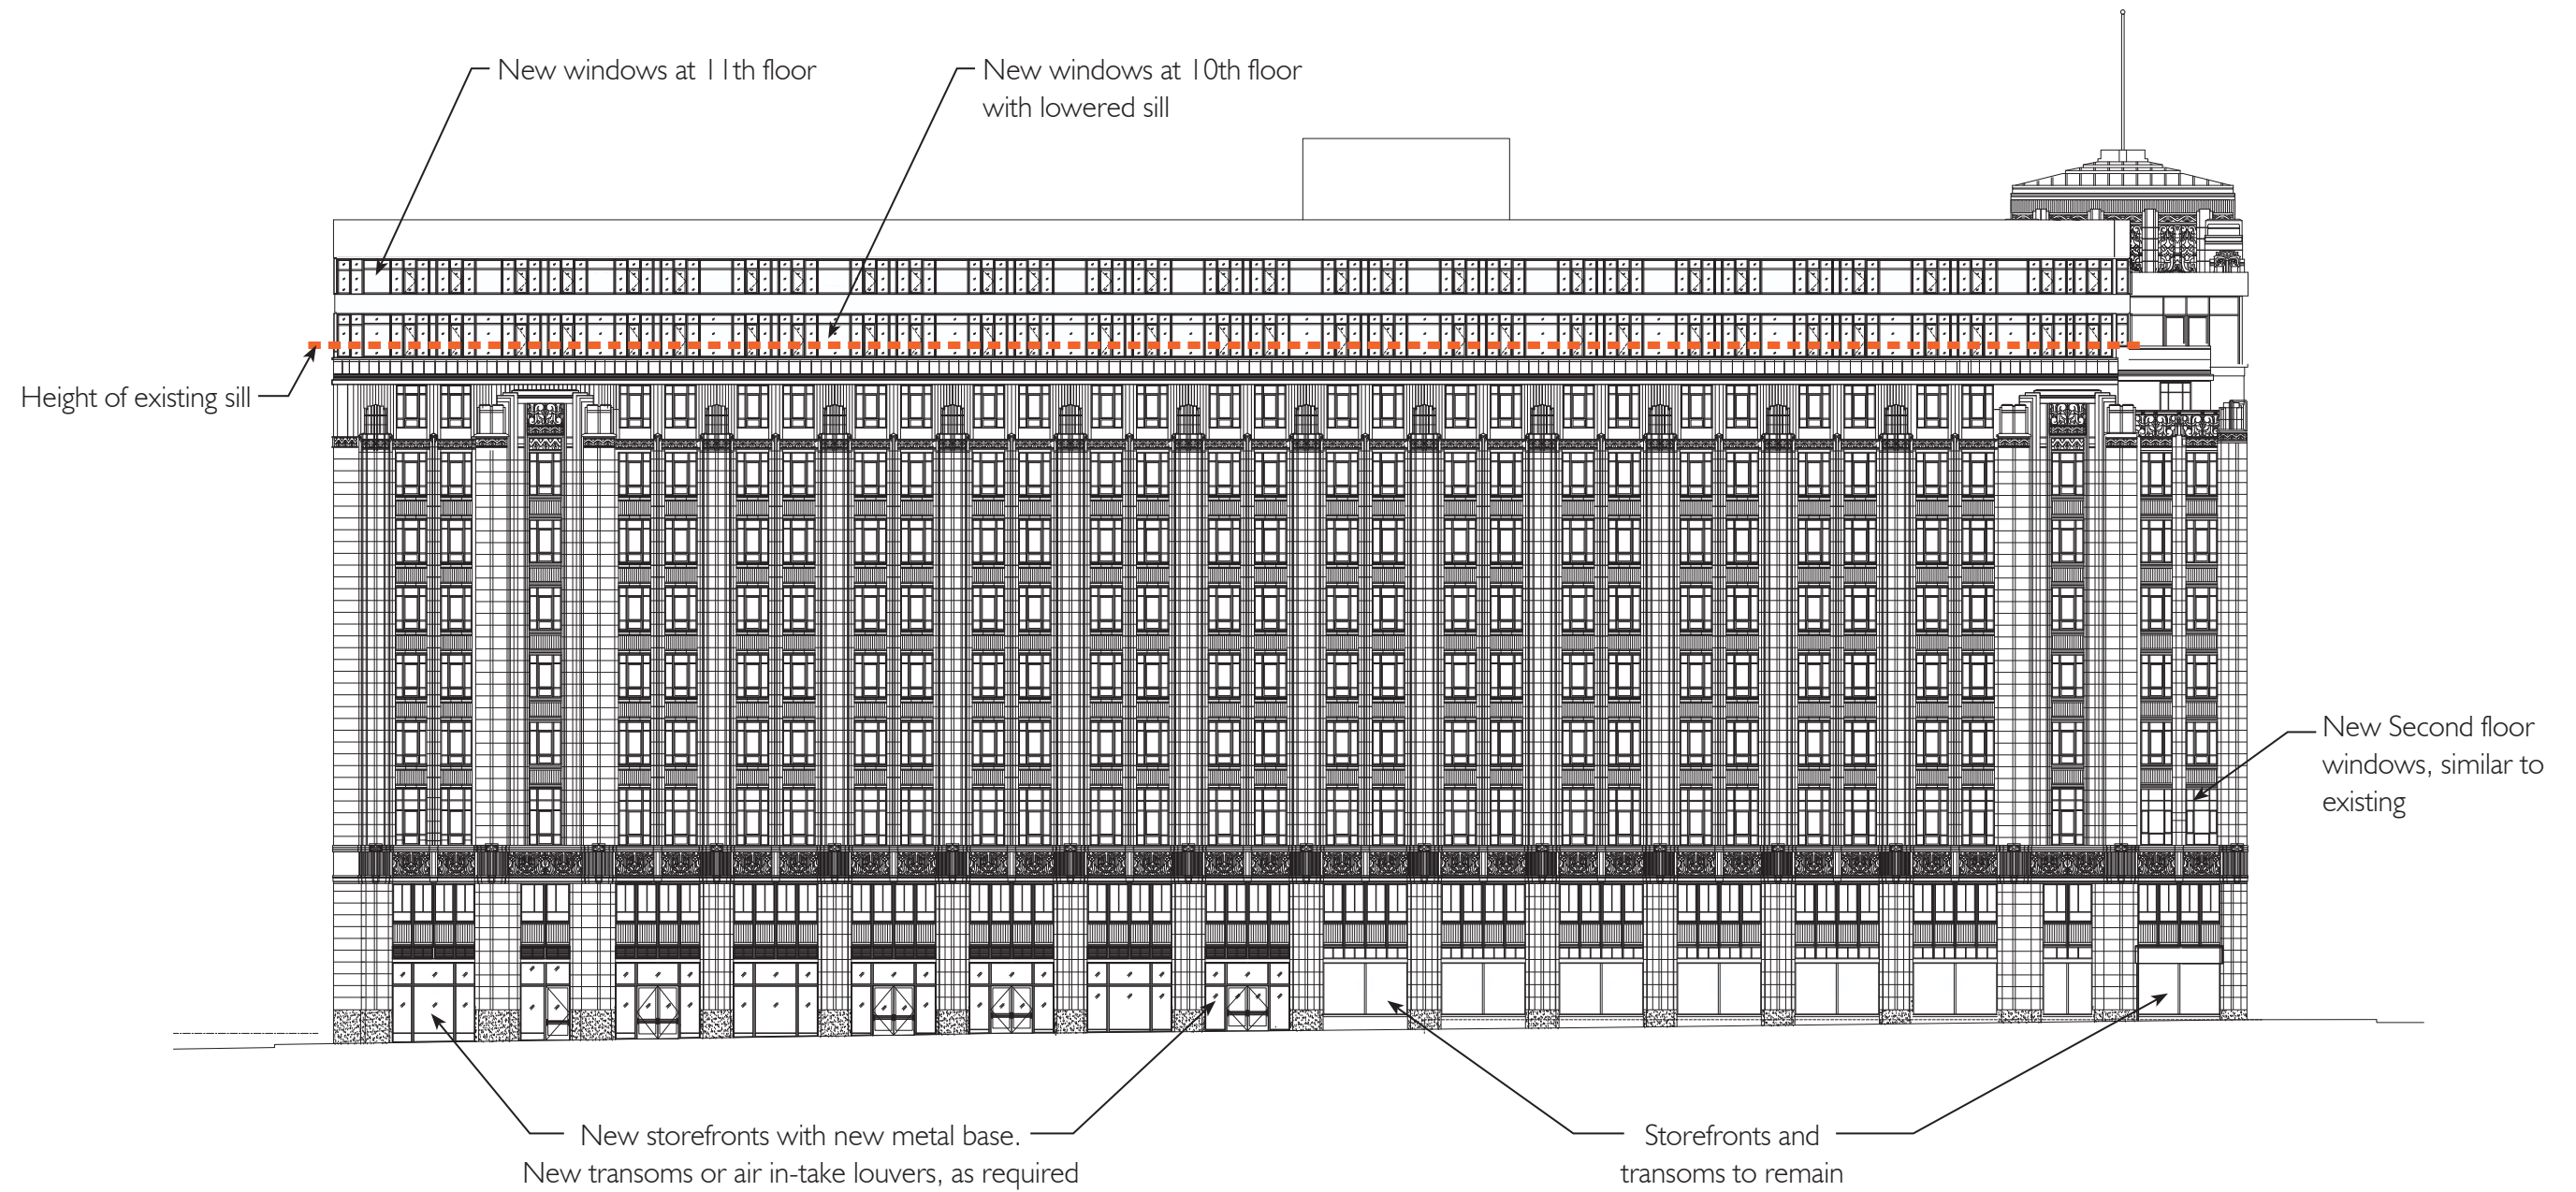 New windows at 11th floor
New windows at 10th floor
with lowered sill
Height of existing sill
New Second floor
windows, similar to
existing
New storefronts with new metal base.
New transoms or air in-take louvers, as required
Storefronts and
transoms to remain